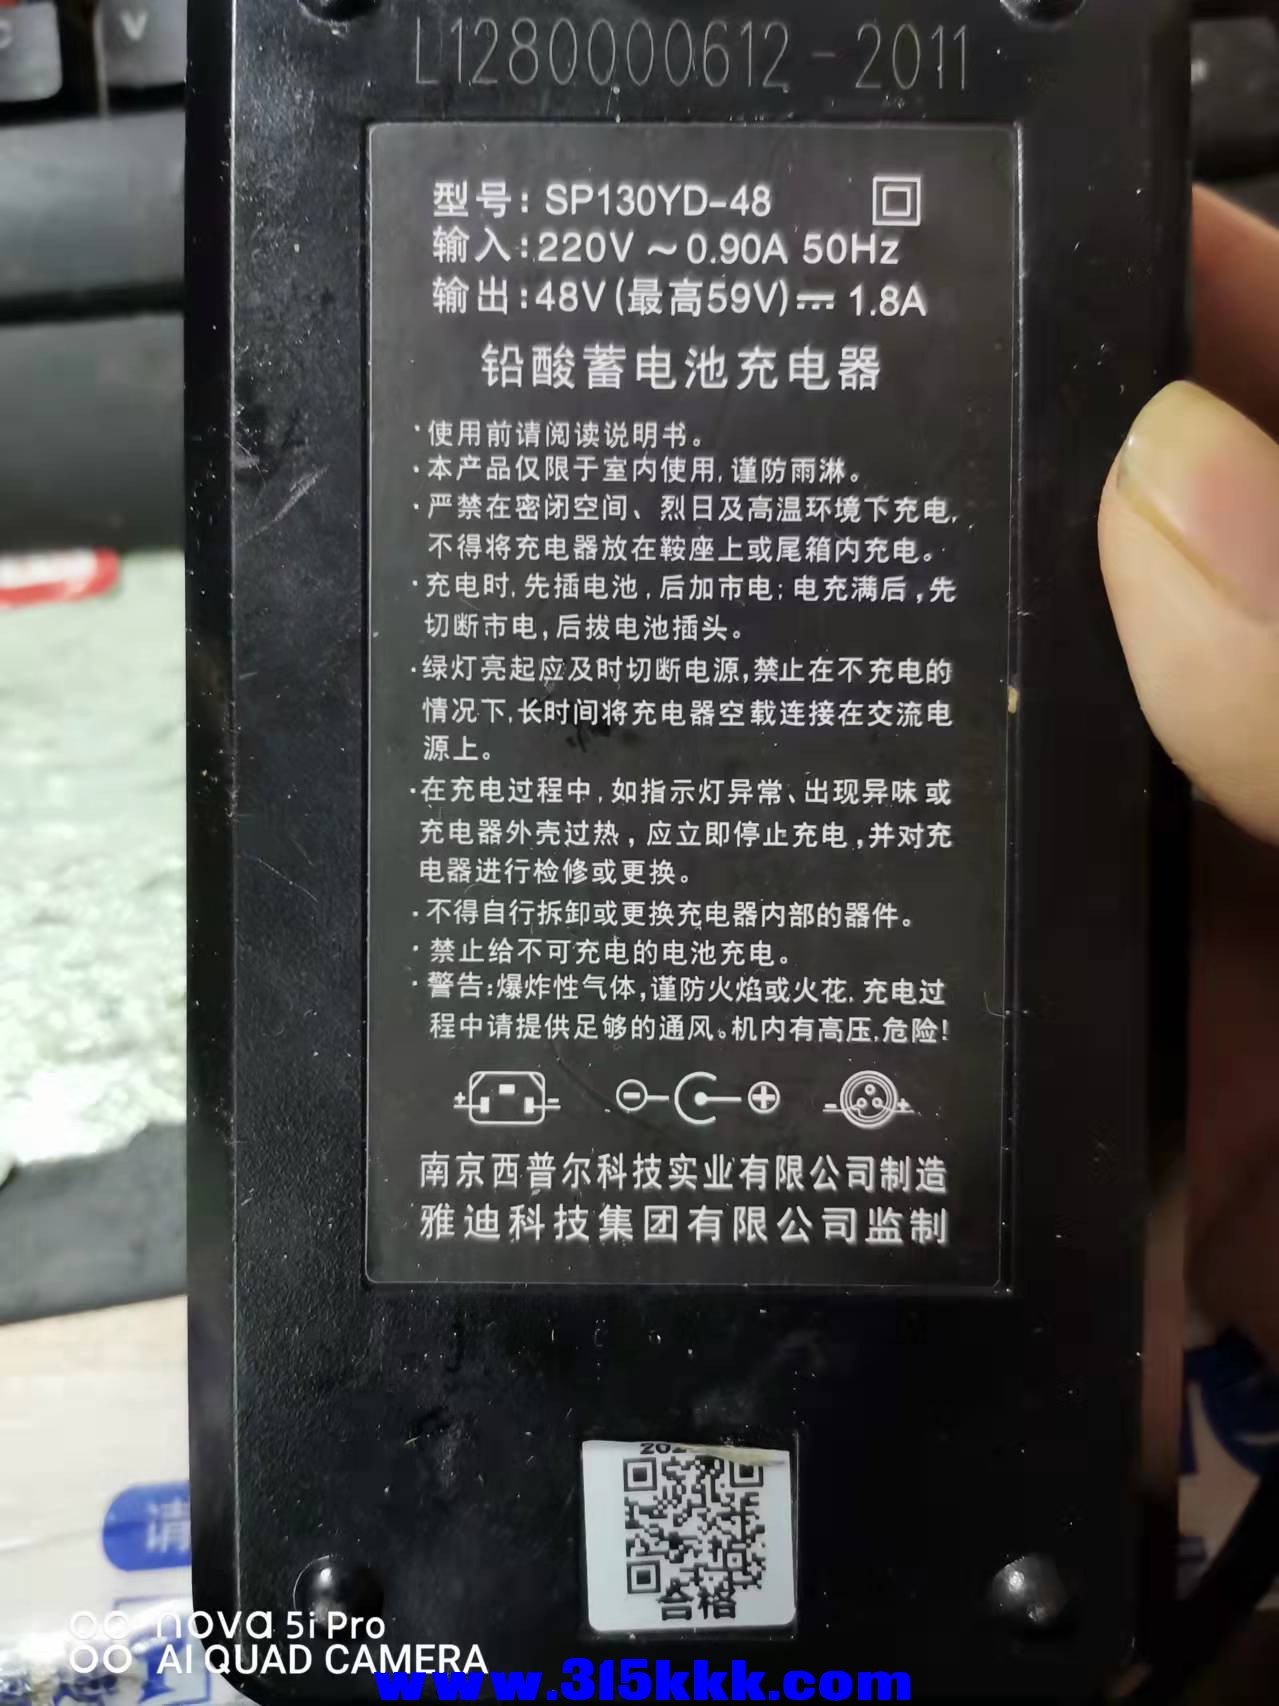 C
V
L1280000612-2011
型号: SP130YD-48
输入:220V ～ 0.90A 50Hz
输出:48V(最高59V)⎓ 1.8A
铅酸蓄电池充电器
·使用前请阅读说明书。
·本产品仅限于室内使用,谨防雨淋。
·严禁在密闭空间、烈日及高温环境下充电,
不得将充电器放在鞍座上或尾箱内充电。
·充电时,先插电池,后加市电;电充满后,先
切断市电,后拔电池插头。
·绿灯亮起应及时切断电源,禁止在不充电的
情况下,长时间将充电器空载连接在交流电
源上。
·在充电过程中,如指示灯异常、出现异味或
充电器外壳过热,应立即停止充电,并对充
电器进行检修或更换。
·不得自行拆卸或更换充电器内部的器件。
·禁止给不可充电的电池充电。
·警告:爆炸性气体,谨防火焰或火花,充电过
程中请提供足够的通风。机内有高压,危险!
+ -
- +
- +
南京西普尔科技实业有限公司制造
雅迪科技集团有限公司监制
合格
请
nova 5i Pro
AI QUAD CAMERA
www.315kkk.com